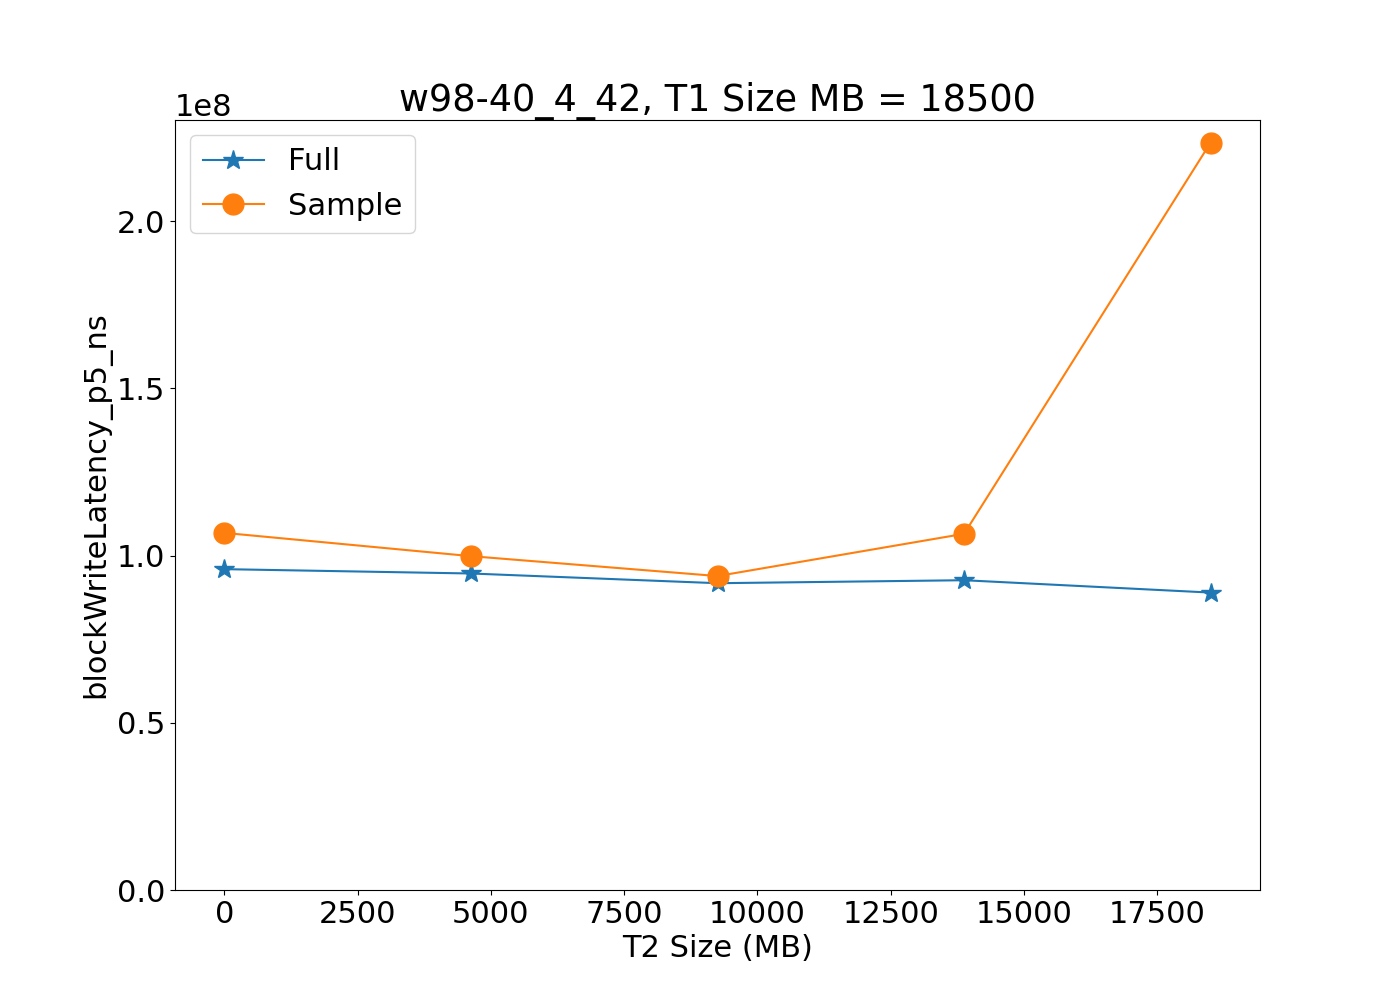 w98-40_4_42, T1 Size MB = 18500
1e8
Full
Sample
2.0
1.5
1.0
0.5
0.0
blockWriteLatency_p5_ns
0 2500 5000 7500 10000 12500 15000 17500
T2 Size (MB)